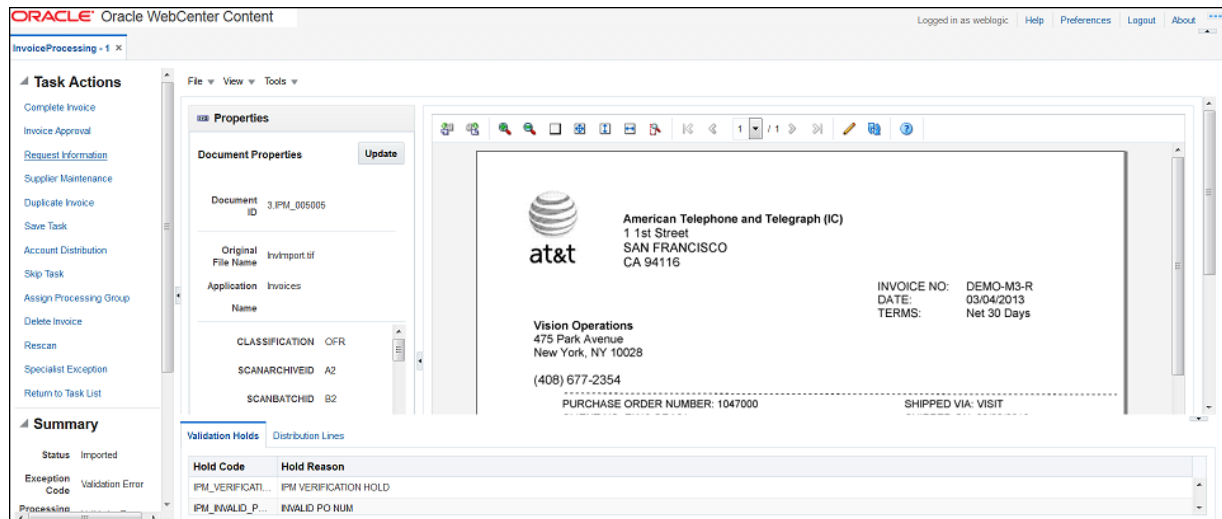 ORACLE® Oracle WebCenter Content
Logged in as weblogic Help Preferences Logout About
InvoiceProcessing - 1 ×
Task Actions
Complete Invoice
Invoice Approval
Request Information
Supplier Maintenance
Duplicate Invoice
Save Task
Account Distribution
Skip Task
Assign Processing Group
Delete Invoice
Rescan
Specialist Exception
Return to Task List
Summary
Status Imported
Exception Code Validation Error
Processing
File View Tools
Properties
Document Properties Update
Document ID 3.IPM_005005
Original File Name InvImport.tif
Application Name Invoices
CLASSIFICATION OFR
SCANARCHIVEID A2
SCANBATCHID B2
1 / 1
at&t
American Telephone and Telegraph (IC)
1 1st Street
SAN FRANCISCO
CA 94116
INVOICE NO: DEMO-M3-R
DATE: 03/04/2013
TERMS: Net 30 Days
Vision Operations
475 Park Avenue
New York, NY 10028
(408) 677-2354
PURCHASE ORDER NUMBER: 1047000 SHIPPED VIA: VISIT
Validation Holds Distribution Lines
Hold Code Hold Reason
IPM_VERIFICATI... IPM VERIFICATION HOLD
IPM_INVALID_P... INVALID PO NUM